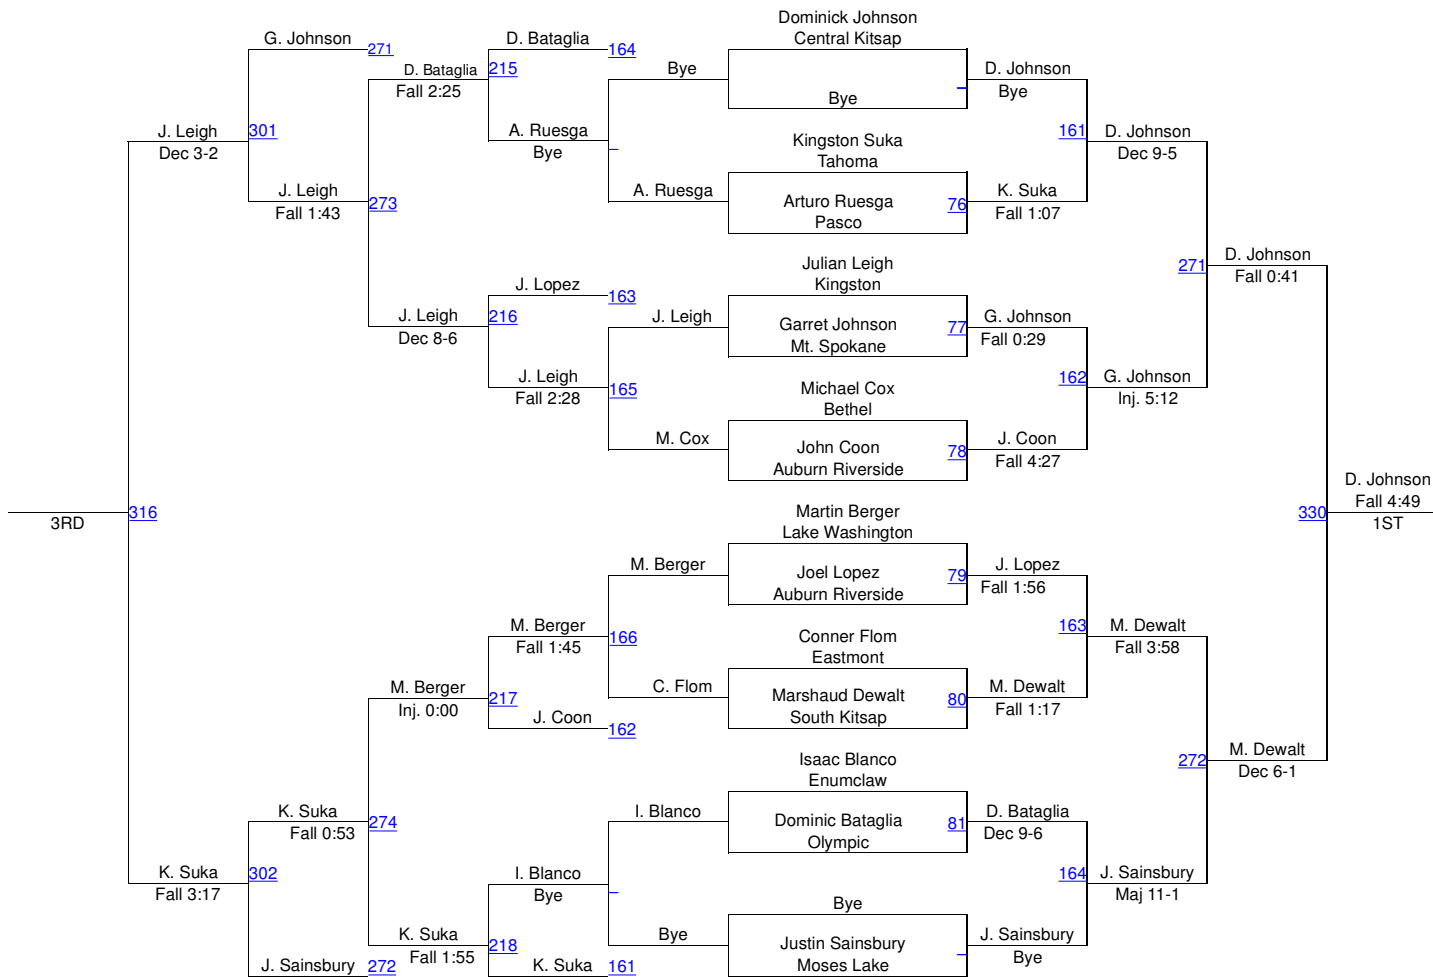 Dominick Johnson
G. Johnson
D. Bataglia
Central Kitsap
271
164
D. Bataglia
215
Bye
D. Johnson
Fall 2:25
Bye
Bye
J. Leigh
301
A. Ruesga
161
D. Johnson
Dec 3-2
Bye
Kingston Suka
Dec 9-5
Tahoma
J. Leigh
A. Ruesga
K. Suka
Fall 1:43
273
Arturo Ruesga
76
Fall 1:07
Pasco
Julian Leigh
271
D. Johnson
J. Lopez
Kingston
Fall 0:41
163
J. Leigh
216
J. Leigh
Garret Johnson
77
G. Johnson
Dec 8-6
Mt. Spokane
Fall 0:29
J. Leigh
162
G. Johnson
Fall 2:28
165
Michael Cox
Inj. 5:12
Bethel
M. Cox
John Coon
78
J. Coon
Auburn Riverside
Fall 4:27
D. Johnson
Fall 4:49
3RD
316
Martin Berger
330
1ST
Lake Washington
M. Berger
Joel Lopez
79
J. Lopez
Auburn Riverside
Fall 1:56
M. Berger
163
M. Dewalt
Fall 1:45
166
Conner Flom
Fall 3:58
Eastmont
M. Berger
C. Flom
Marshaud Dewalt
80
M. Dewalt
Inj. 0:00
217
South Kitsap
Fall 1:17
J. Coon
162
Isaac Blanco
272
M. Dewalt
Enumclaw
Dec 6-1
K. Suka
I. Blanco
Dominic Bataglia
81
D. Bataglia
Fall 0:53
274
Olympic
Dec 9-6
K. Suka
302
I. Blanco
164
J. Sainsbury
Fall 3:17
Bye
Bye
Maj 11-1
K. Suka
218
Bye
Justin Sainsbury
J. Sainsbury
Fall 1:55
Moses Lake
Bye
J. Sainsbury
272
K. Suka
161